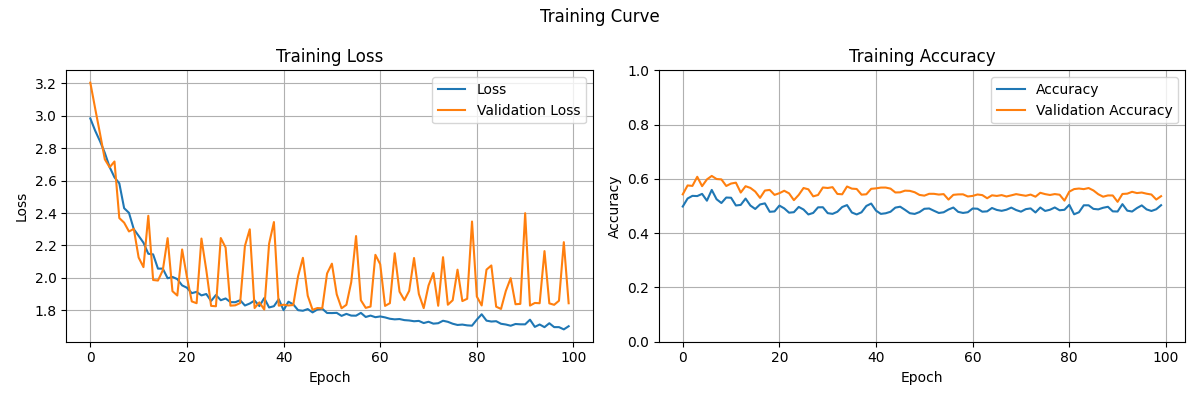 Training Curve
Training Loss
Loss
Validation Loss
3.2
3.0
2.8
2.6
2.4
2.2
2.0
1.8
Loss
0 20 40 60 80 100
Epoch
Training Accuracy
Accuracy
Validation Accuracy
1.0
0.8
0.6
0.4
0.2
0.0
Accuracy
0 20 40 60 80 100
Epoch